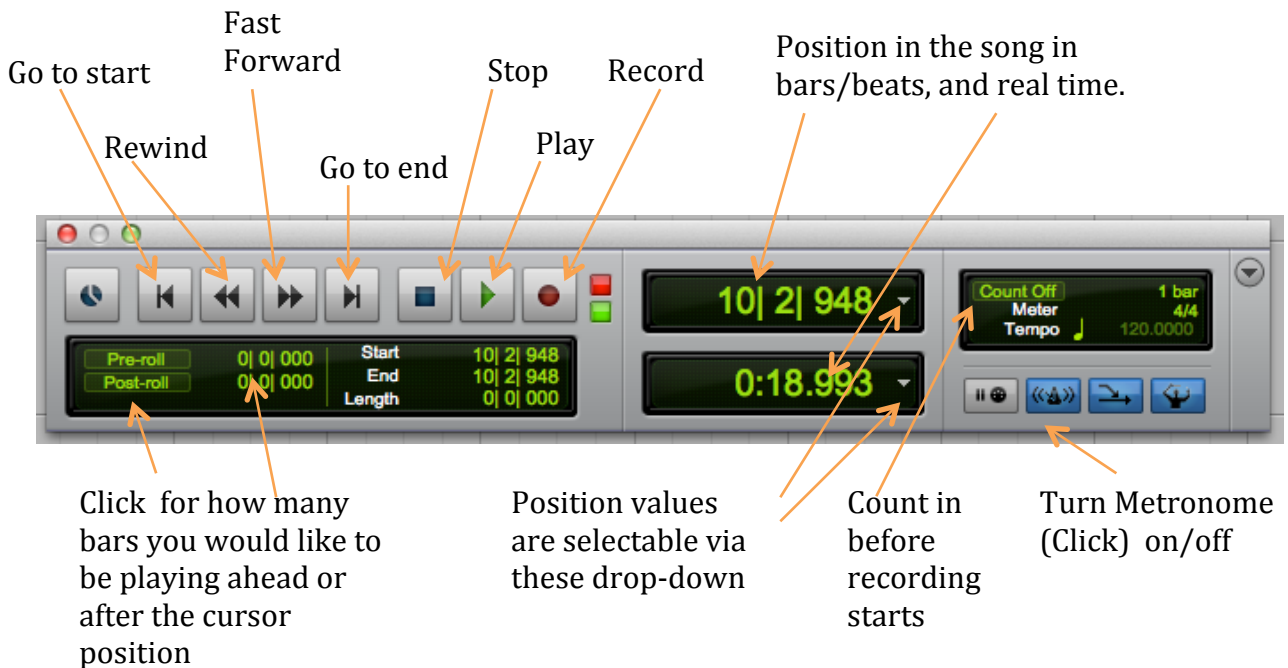 Fast
Forward
Go to start
Stop
Record
Position in the song in
bars/beats, and real time.
Rewind
Go to end
Play
10| 2| 948
Count Off 1 bar
Meter 4/4
Tempo 120.0000
Pre-roll 0| 0| 000 Start 10| 2| 948
Post-roll 0| 0| 000 End 10| 2| 948
Length 0| 0| 000
0:18.993
Click for how many
bars you would like to
be playing ahead or
after the cursor
position
Position values
are selectable via
these drop-down
Count in
before
recording
starts
Turn Metronome
(Click) on/off